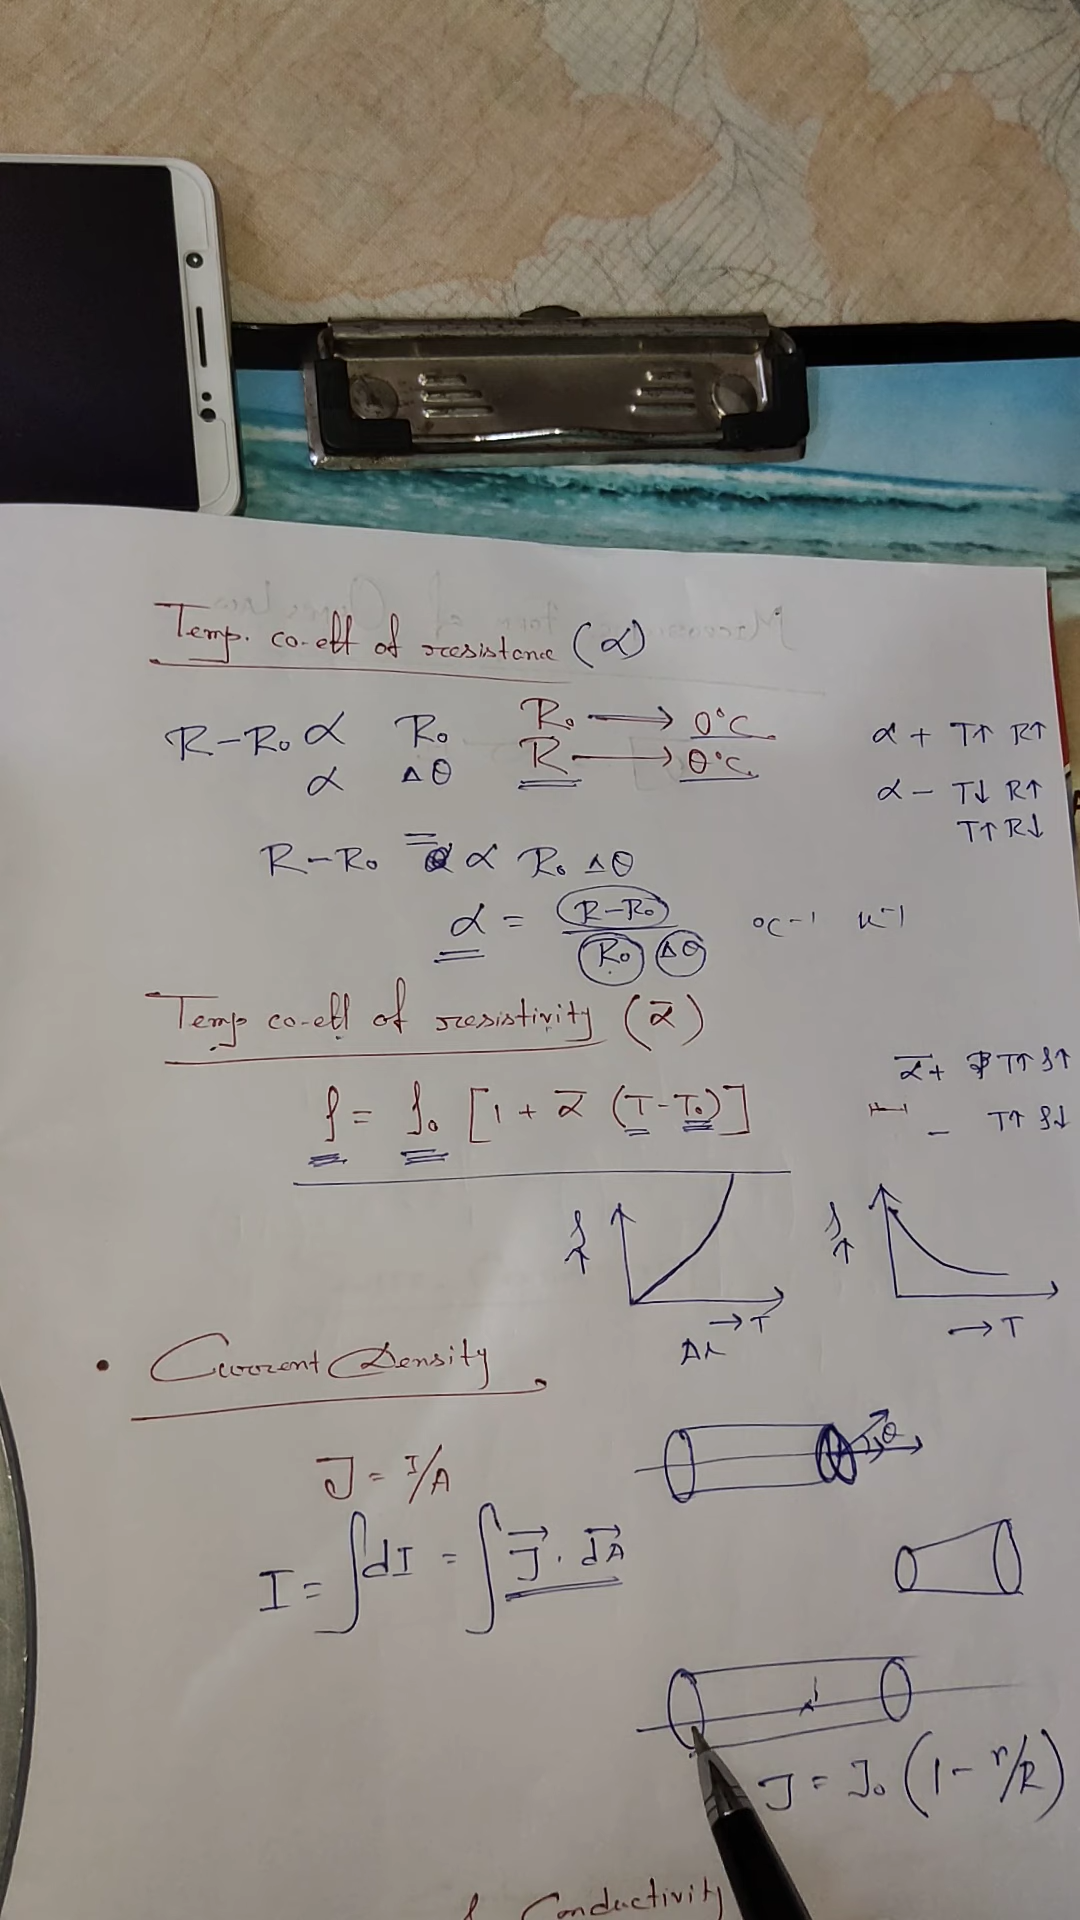 Temp. co-eff of resistance (α)
R-R₀ α R₀ R₀ → 0°C
α Δθ R → θ°C
α + T↑ R↑
α - T↓ R↑
T↑ R↓
R-R₀ = α R₀ Δθ
α = (R-R₀) / (R₀) (Δθ) °C⁻¹ K⁻¹
Temp co-eff of resistivity (ᾱ)
ᾱ + T↑ ρ↑
- T↑ ρ↓
ρ = ρ₀ [1 + ᾱ (T-T₀)]
ρ↑ → T
ρ↑ → T
• Current Density
J = I/A
θ
I = ∫dI = ∫J⃗ . dA⃗
J = J₀ (1 - r/R)
Conductivity